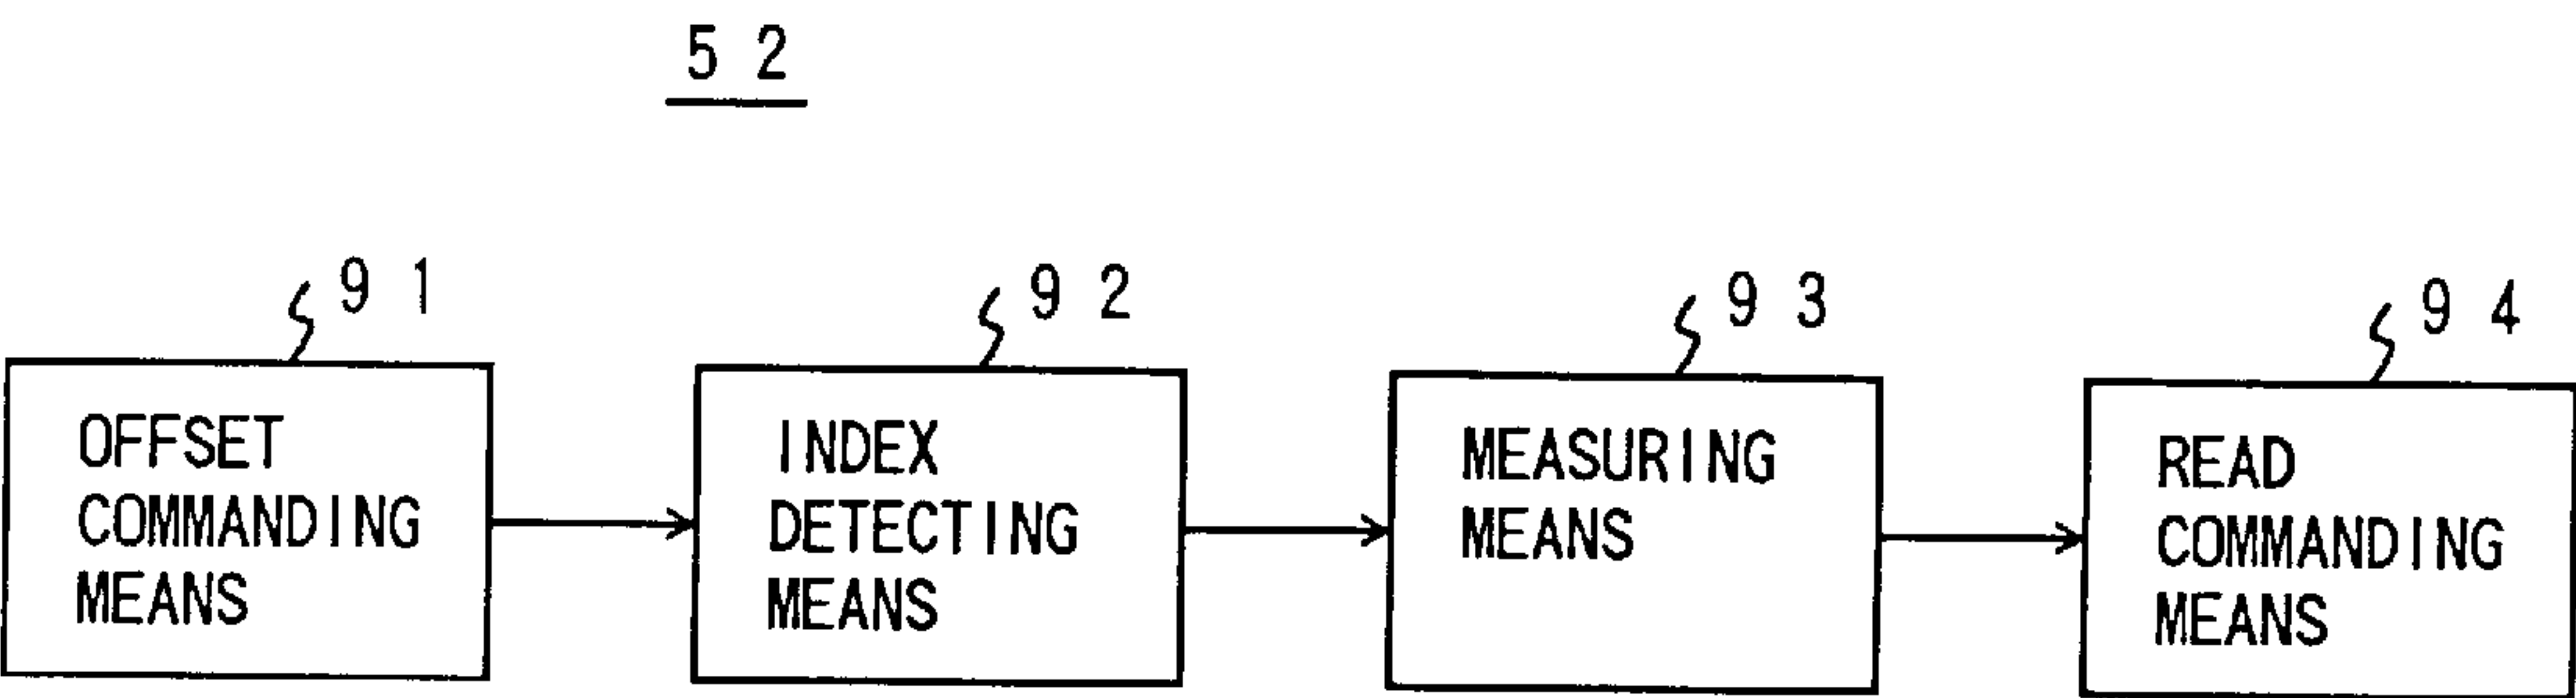 52
91
92
93
94
OFFSET
COMMANDING
MEANS
INDEX
DETECTING
MEANS
MEASURING
MEANS
READ
COMMANDING
MEANS